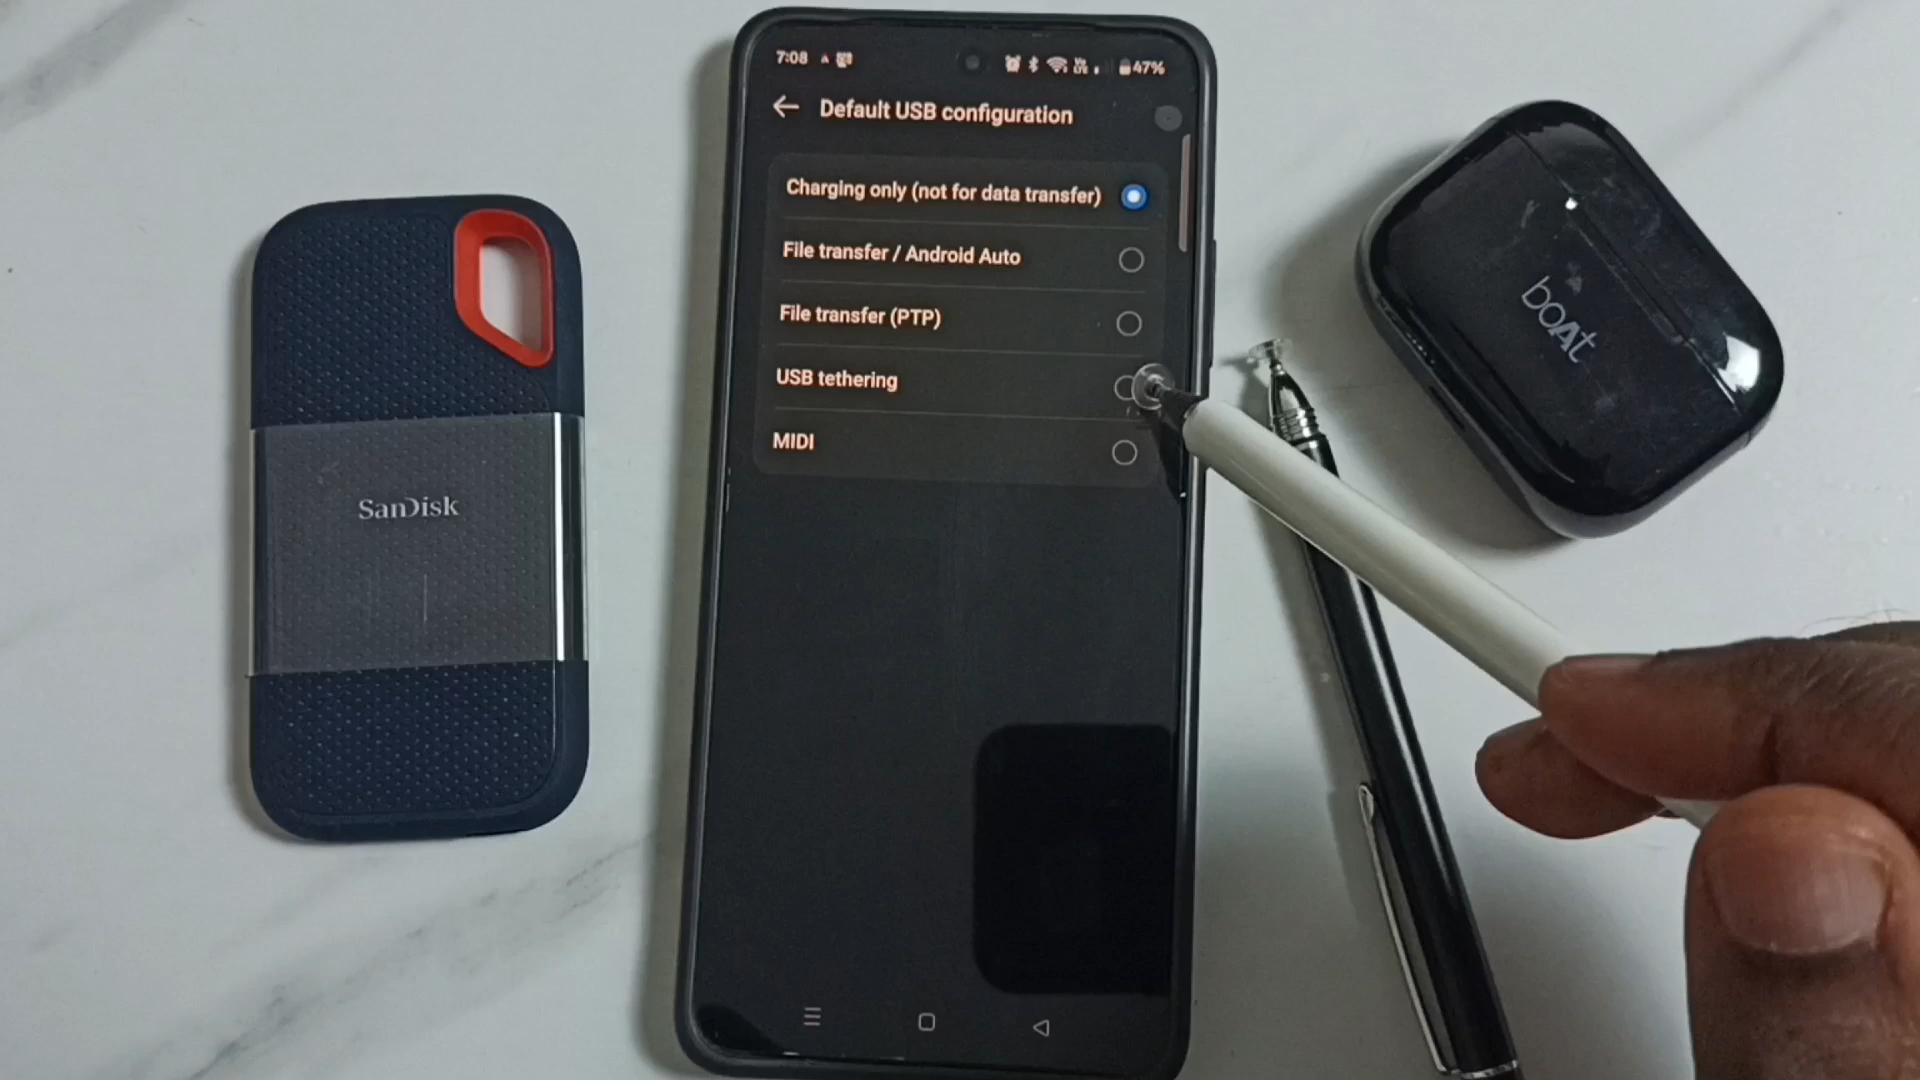 7:08
47%
Default USB configuration
Charging only (not for data transfer)
File transfer / Android Auto
File transfer (PTP)
USB tethering
MIDI
SanDisk
boAt